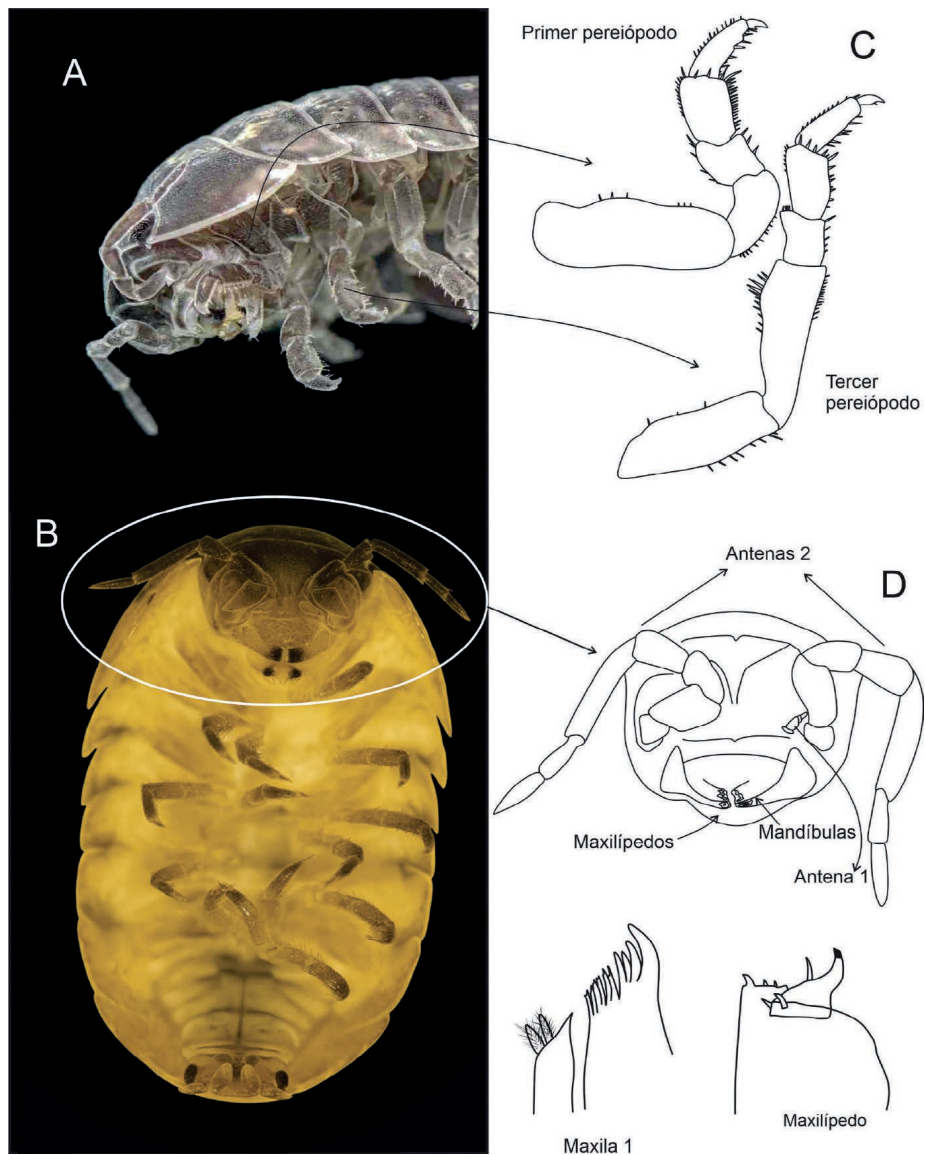 A
Primer pereiópodo
C
Tercer
pereiópodo
B
Antenas 2
D
Maxilípedos
Mandíbulas
Antena 1
Maxila 1
Maxilípedo